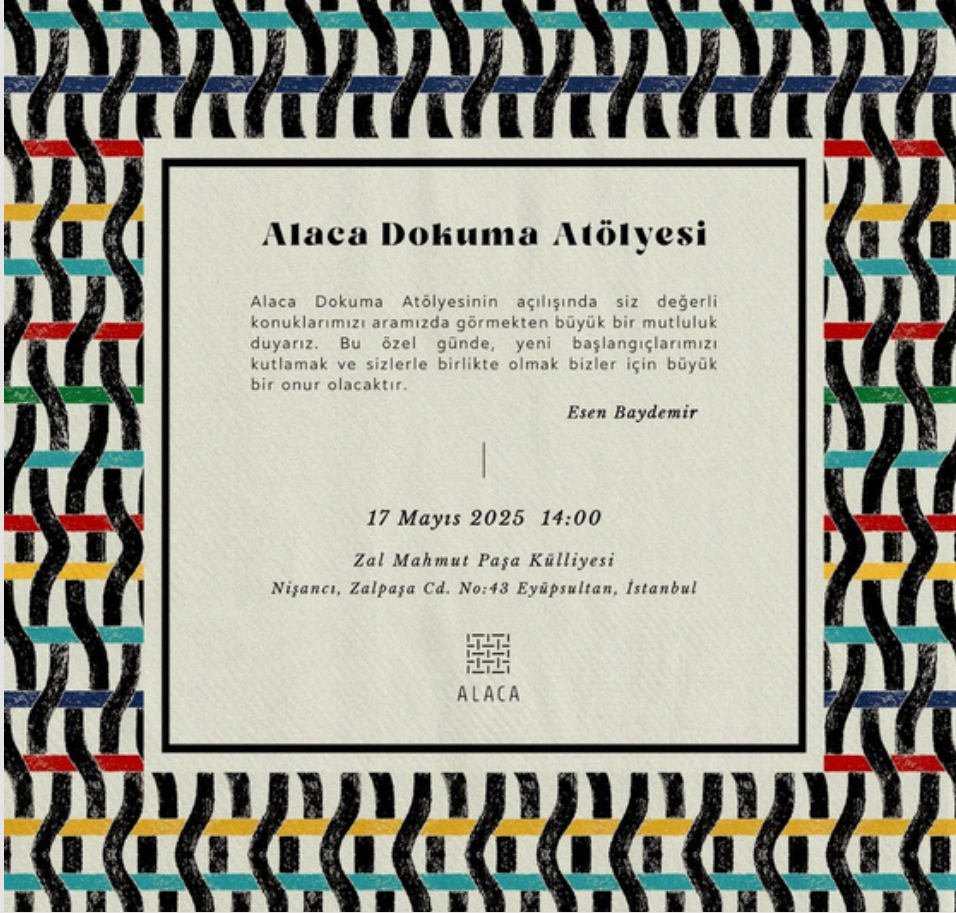 Alaca Dokuma Atölyesi
Alaca Dokuma Atölyesinin açılışında siz değerli
konuklarımızı aramızda görmekten büyük bir mutluluk
duyarız. Bu özel günde, yeni başlangıçlarımızı
kutlamak ve sizlerle birlikte olmak bizler için büyük
bir onur olacaktır.
Esen Baydemir
17 Mayıs 2025 14:00
Zal Mahmut Paşa Külliyesi
Nişancı, Zalpaşa Cd. No:43 Eyüpsultan, İstanbul
ALACA